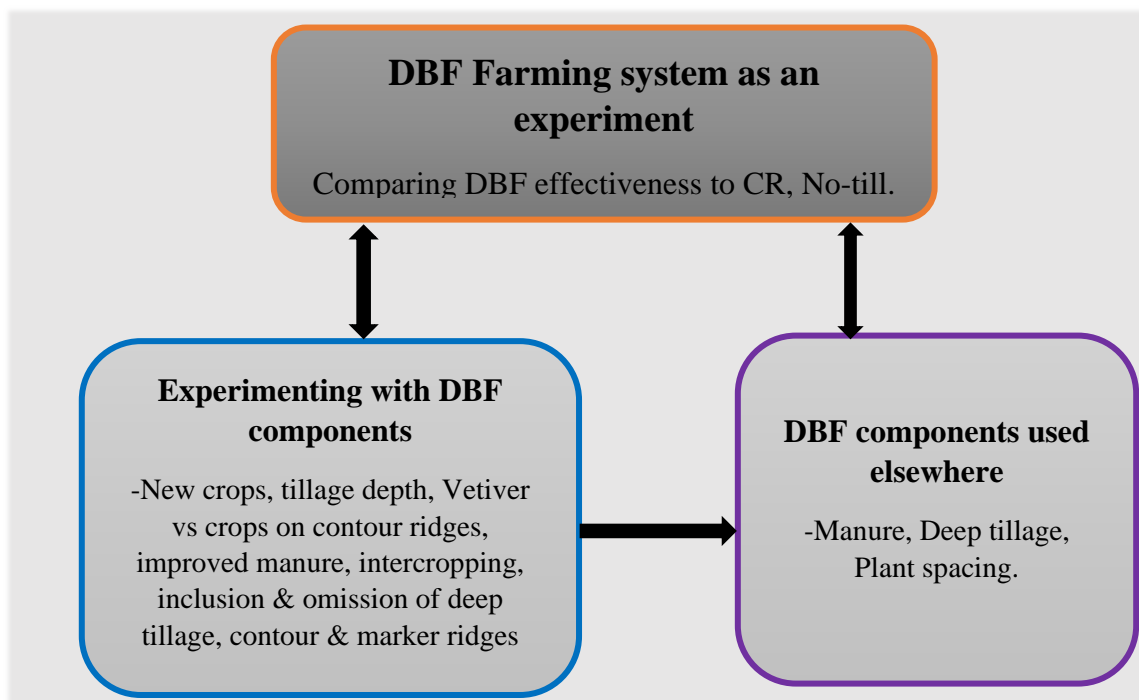 DBF Farming system as an
experiment
Comparing DBF effectiveness to CR, No-till.
Experimenting with DBF
components
-New crops, tillage depth, Vetiver
vs crops on contour ridges,
improved manure, intercropping,
inclusion & omission of deep
tillage, contour & marker ridges
DBF components used
elsewhere
-Manure, Deep tillage,
Plant spacing.